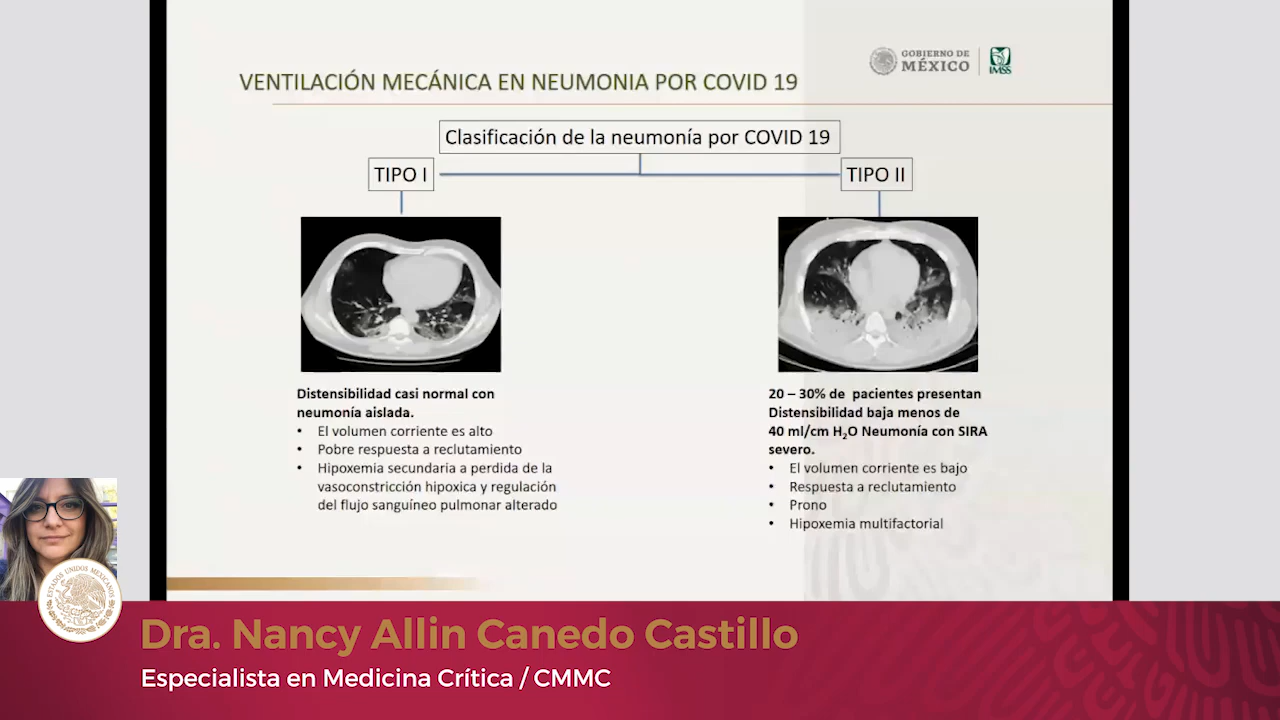 GOBIERNO DE
MÉXICO
IMSS
VENTILACIÓN MECÁNICA EN NEUMONIA POR COVID 19
Clasificación de la neumonía por COVID 19
TIPO I
TIPO II
Distensibilidad casi normal con
neumonía aislada.
• El volumen corriente es alto
• Pobre respuesta a reclutamiento
• Hipoxemia secundaria a perdida de la
vasoconstricción hipoxica y regulación
del flujo sanguíneo pulmonar alterado
20 – 30% de pacientes presentan
Distensibilidad baja menos de
40 ml/cm H₂O Neumonía con SIRA
severo.
• El volumen corriente es bajo
• Respuesta a reclutamiento
• Prono
• Hipoxemia multifactorial
ESTADOS UNIDOS MEXICANOS
Dra. Nancy Allin Canedo Castillo
Especialista en Medicina Crítica / CMMC